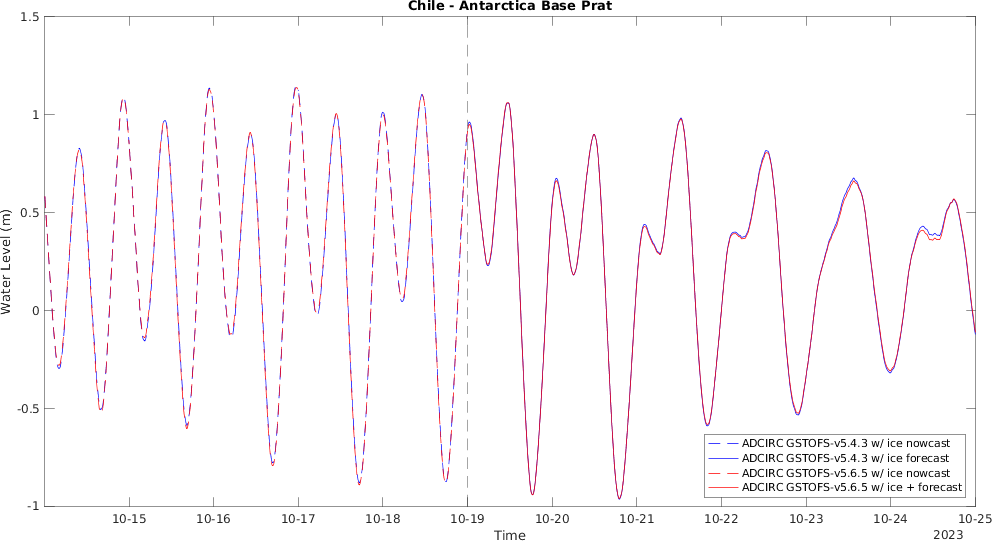 Chile - Antarctica Base Prat
Water Level (m)
1.5
1
0.5
0
-0.5
-1
ADCIRC GSTOFS-v5.4.3 w/ ice nowcast
ADCIRC GSTOFS-v5.4.3 w/ ice forecast
ADCIRC GSTOFS-v5.6.5 w/ ice nowcast
ADCIRC GSTOFS-v5.6.5 w/ ice + forecast
10-15 10-16 10-17 10-18 10-19 10-20 10-21 10-22 10-23 10-24 10-25
Time
2023